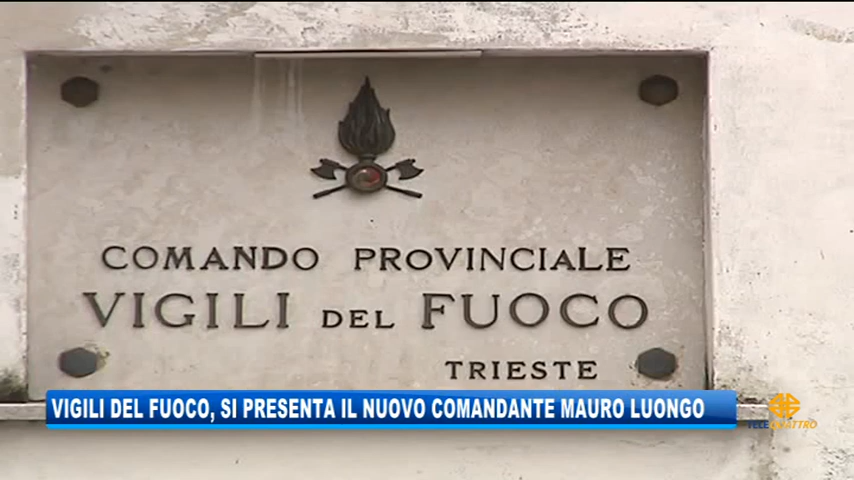 COMANDO PROVINCIALE
VIGILI DEL FUOCO
TRIESTE
VIGILI DEL FUOCO, SI PRESENTA IL NUOVO COMANDANTE MAURO LUONGO
TELEQUATTRO